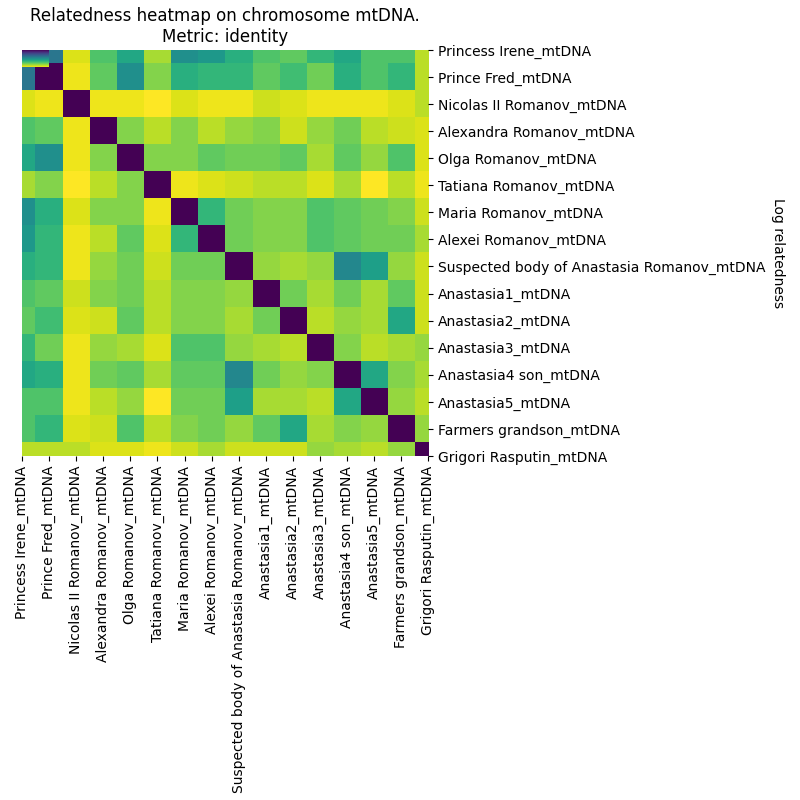 Relatedness heatmap on chromosome mtDNA.
Metric: identity
Princess Irene_mtDNA
Prince Fred_mtDNA
Nicolas II Romanov_mtDNA
Alexandra Romanov_mtDNA
Olga Romanov_mtDNA
Tatiana Romanov_mtDNA
Maria Romanov_mtDNA
Alexei Romanov_mtDNA
Suspected body of Anastasia Romanov_mtDNA
Anastasia1_mtDNA
Anastasia2_mtDNA
Anastasia3_mtDNA
Anastasia4 son_mtDNA
Anastasia5_mtDNA
Farmers grandson_mtDNA
Grigori Rasputin_mtDNA
Log relatedness
Princess Irene_mtDNA
Prince Fred_mtDNA
Nicolas II Romanov_mtDNA
Alexandra Romanov_mtDNA
Olga Romanov_mtDNA
Tatiana Romanov_mtDNA
Maria Romanov_mtDNA
Alexei Romanov_mtDNA
Suspected body of Anastasia Romanov_mtDNA
Anastasia1_mtDNA
Anastasia2_mtDNA
Anastasia3_mtDNA
Anastasia4 son_mtDNA
Anastasia5_mtDNA
Farmers grandson_mtDNA
Grigori Rasputin_mtDNA